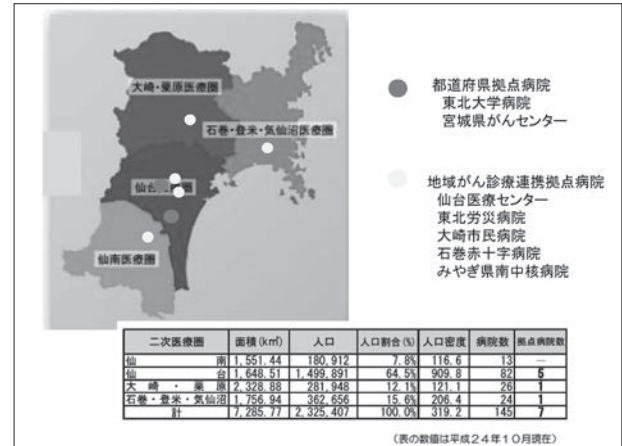 大崎・栗原医療圏
石巻・登米・気仙沼医療圏
仙台 療圏
仙南医療圏
都道府県拠点病院
東北大学病院
宮城県がんセンター
地域がん診療連携拠点病院
仙台医療センター
東北労災病院
大崎市民病院
石巻赤十字病院
みやぎ県南中核病院
二次医療圏 面積(k㎡) 人口 人口割合(%) 人口密度 病院数 拠点病院数
仙 南 1,551.44 180,912 7.8% 116.6 13 —
仙 台 1,648.51 1,499,891 64.5% 909.8 82 5
大 崎 ・ 栗 原 2,328.88 281,948 12.1% 121.1 26 1
石巻・登米・気仙沼 1,756.94 362,656 15.6% 206.4 24 1
計 7,285.77 2,325,407 100.0% 319.2 145 7
(表の数値は平成24年10月現在)